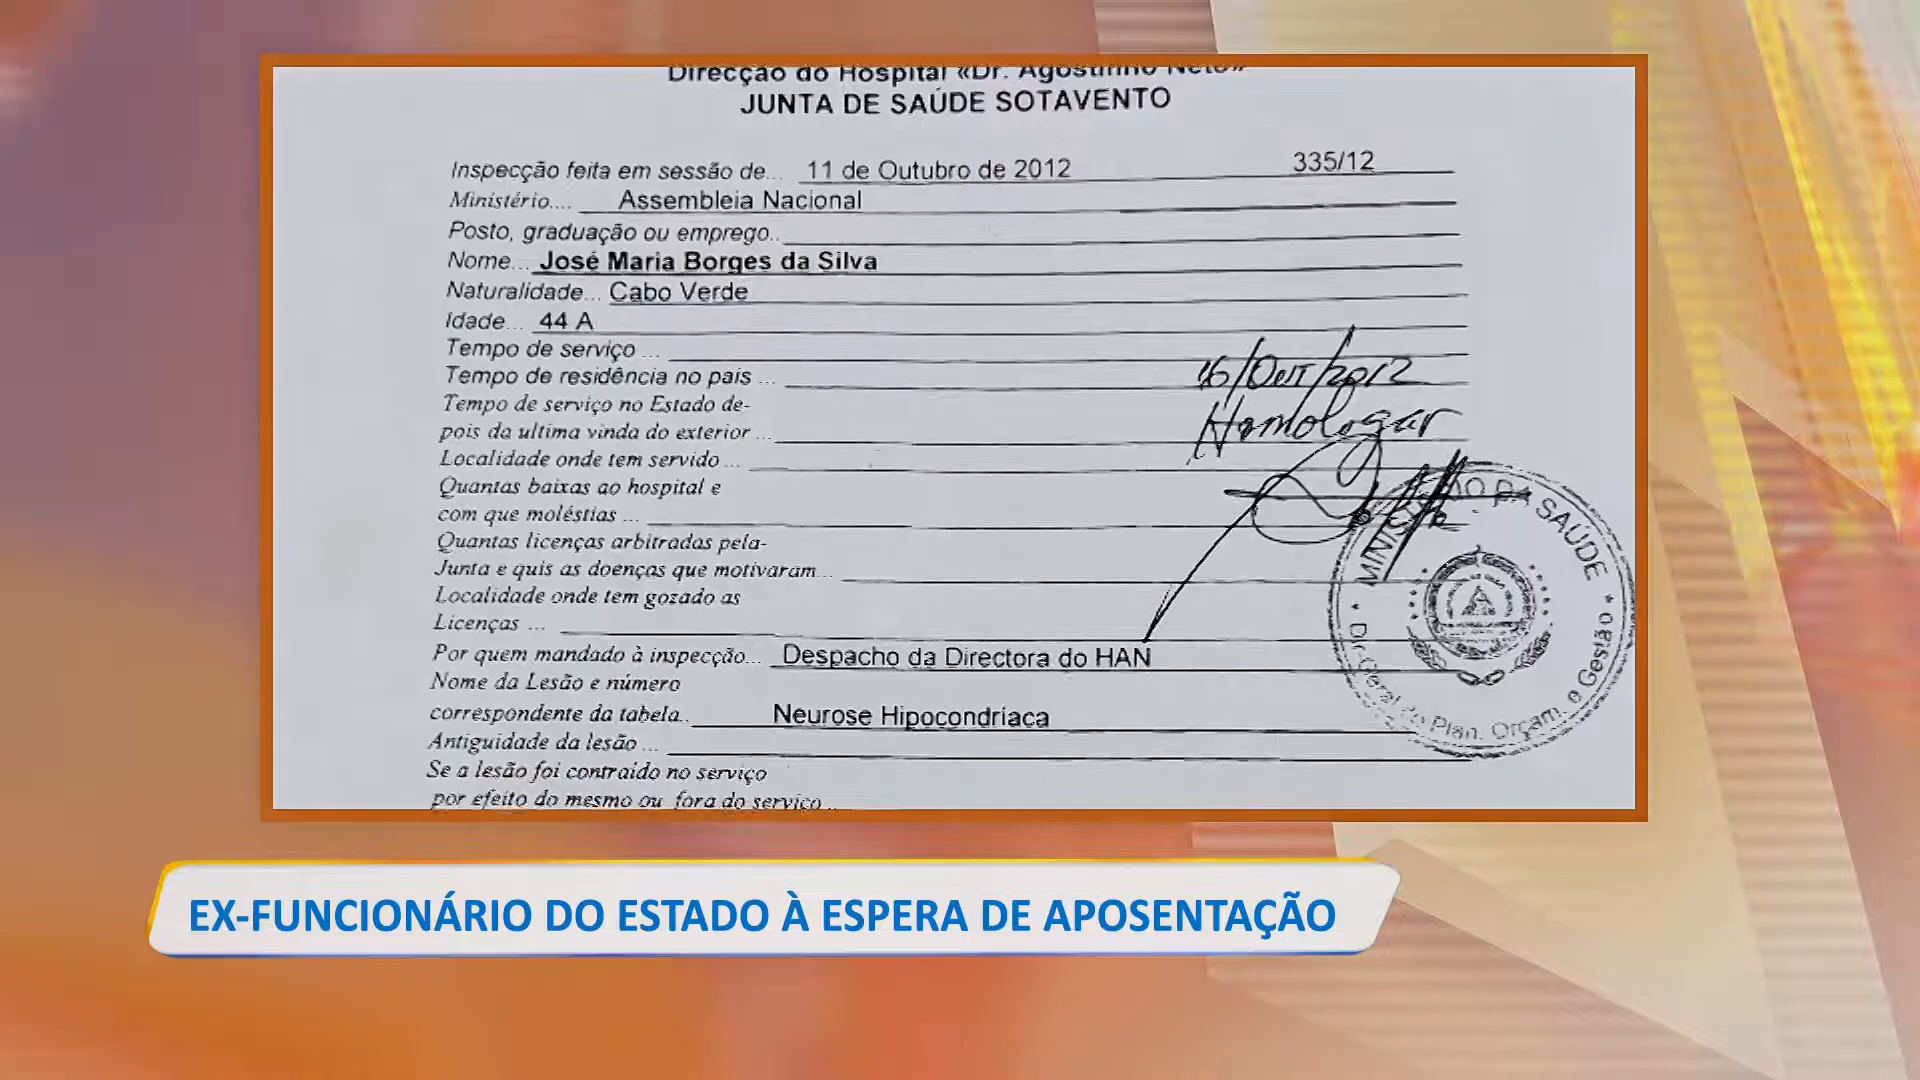 Direcção do Hospital «Dr. Agostinho Neto»
JUNTA DE SAÚDE SOTAVENTO
Inspecção feita em sessão de... 11 de Outubro de 2012 335/12
Ministério.... Assembleia Nacional
Posto, graduação ou emprego..
Nome... José Maria Borges da Silva
Naturalidade... Cabo Verde
Idade... 44 A
Tempo de serviço ...
Tempo de residência no pais ...
16/Out/2012
Tempo de serviço no Estado de-
Homologar
pois da ultima vinda do exterior ...
Localidade onde tem servido ...
Quantas baixas ao hospital e
com que moléstias ...
Quantas licenças arbitradas pela-
Junta e quis as doenças que motivaram...
Localidade onde tem gozado as
Licenças ...
Por quem mandado à inspecção... Despacho da Directora do HAN
Nome da Lesão e número
correspondente da tabela.. Neurose Hipocondríaca
Antiguidade da lesão ...
Se a lesão foi contraido no serviço
por efeito do mesmo ou fora do serviço ..
DA SAÚDE
Plan. Orçam. e Gestão
EX-FUNCIONÁRIO DO ESTADO À ESPERA DE APOSENTAÇÃO